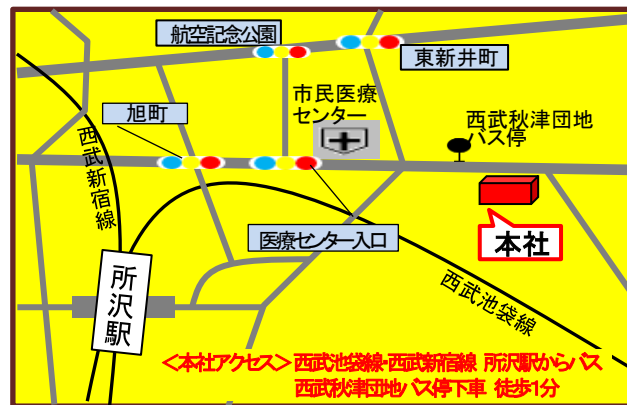 航空記念公園
東新井町
旭町
市民医療
センター
西武秋津団地
バス停
西武新宿線
医療センター入口
本社
所沢駅
西武池袋線
＜本社アクセス＞西武池袋線・西武新宿線 所沢駅からバス
西武秋津団地バス停下車 徒歩1分